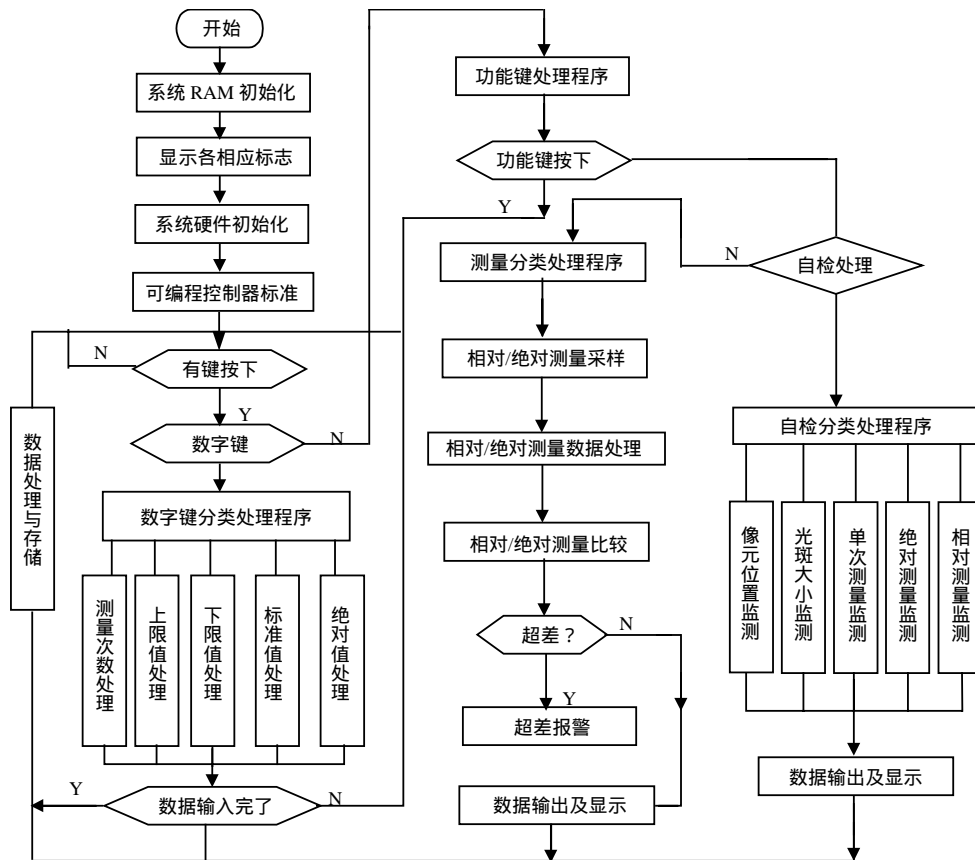 开始
系统 RAM 初始化
显示各相应标志
系统硬件初始化
可编程控制器标准
N
有键按下
Y
数字键
N
数字键分类处理程序
测量次数处理
上限值处理
下限值处理
标准值处理
绝对值处理
数据处理与存储
Y
数据输入完了
N
功能键处理程序
功能键按下
Y
测量分类处理程序
N
自检处理
相对/绝对测量采样
相对/绝对测量数据处理
相对/绝对测量比较
超差？
N
Y
超差报警
数据输出及显示
自检分类处理程序
像元位置监测
光斑大小监测
单次测量监测
绝对测量监测
相对测量监测
数据输出及显示